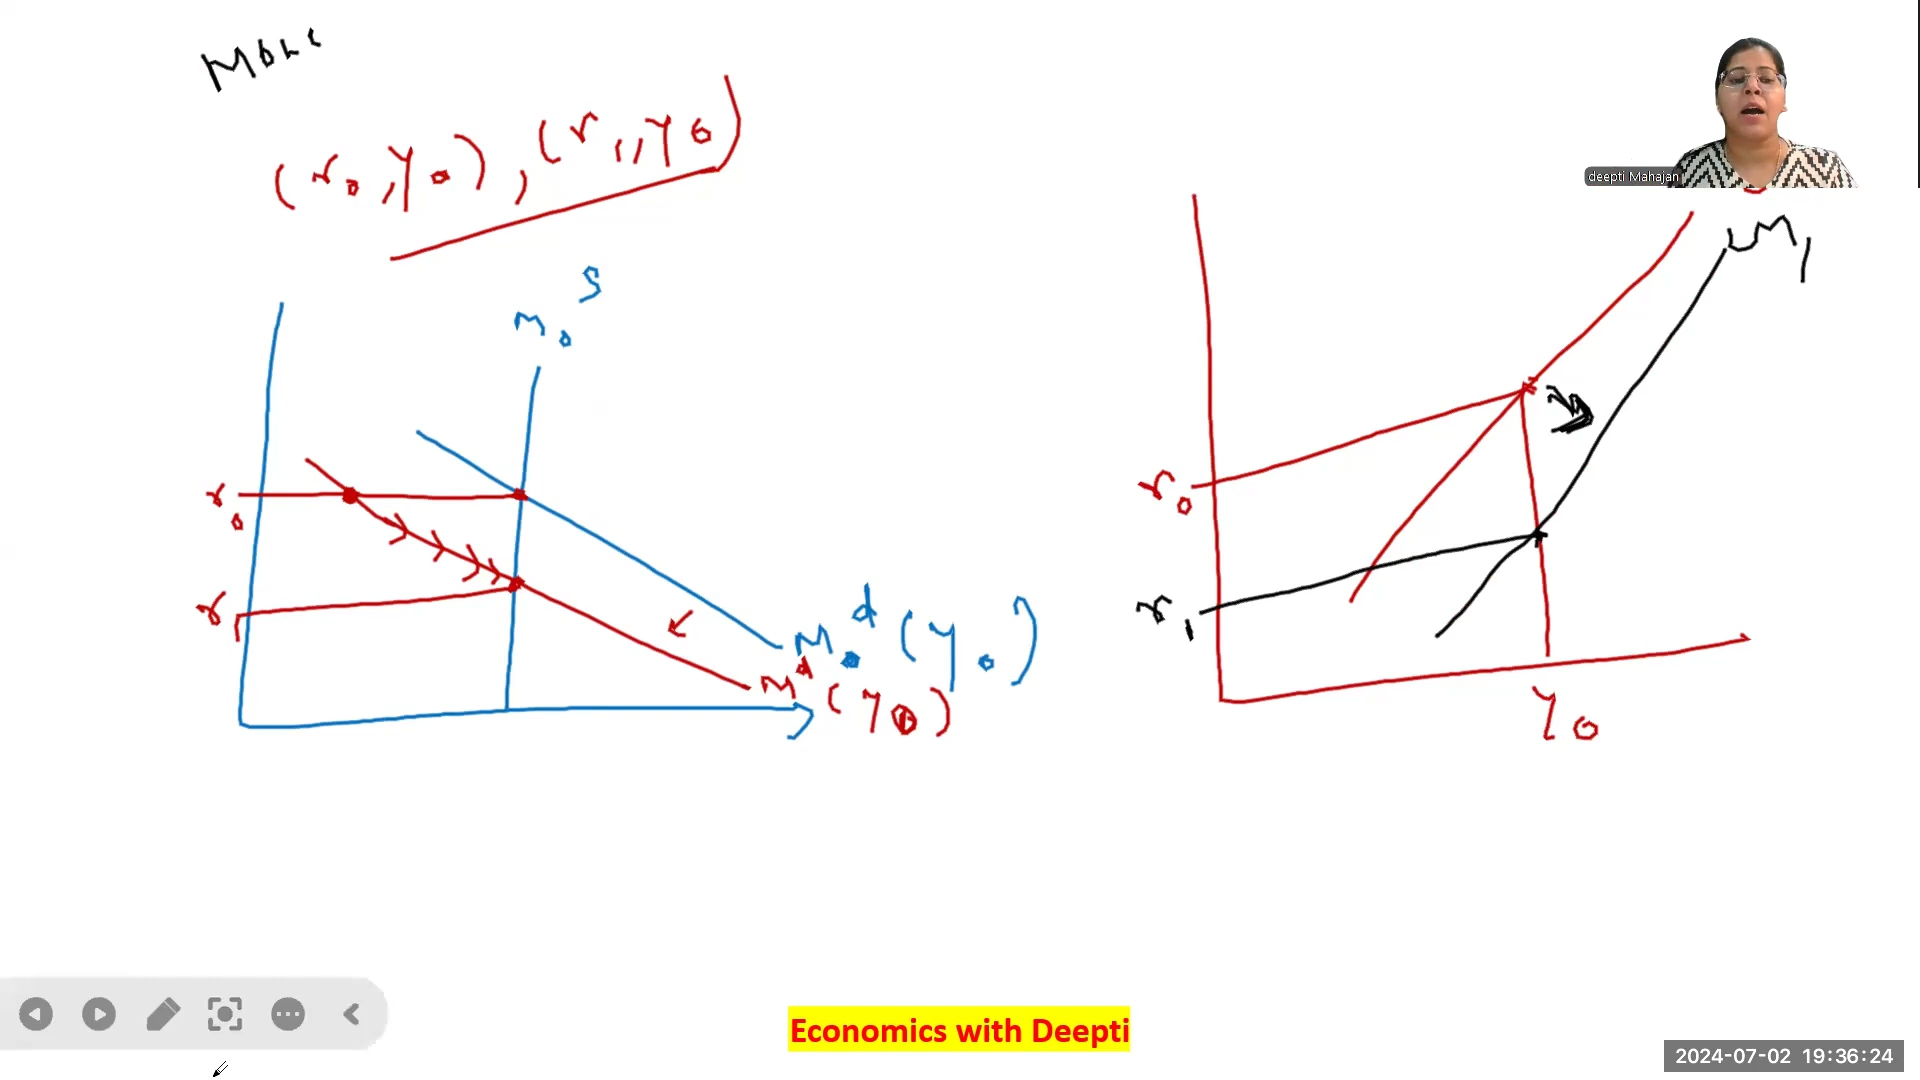 (r₀, y₀), (r₁, y₀)
M₀ˢ
r₀
r₁
M₀ᵈ (y₀)
Mᵈ (y₀)
deepti Mahajan
LM₁
r₀
r₁
y₀
Economics with Deepti
2024-07-02 19:36:24